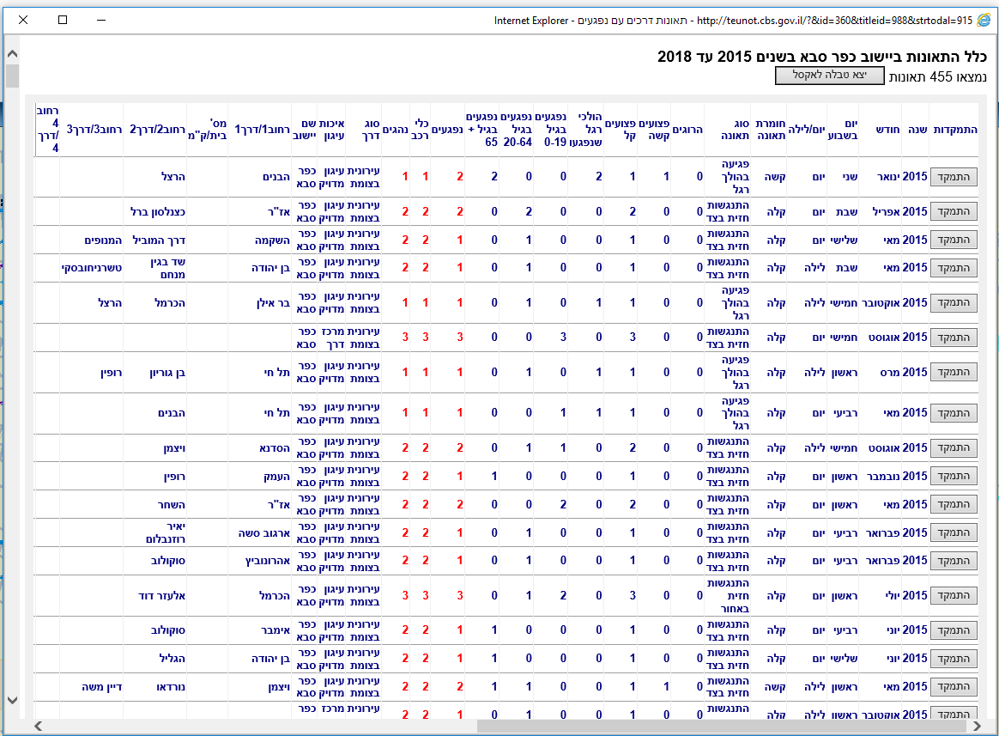 תאונות דרכים עם נפגעים - http://teunot.cbs.gov.il/?&id=360&titleid=988&strtodal=915 - Internet Explorer
כלל התאונות ביישוב כפר סבא בשנים 2015 עד 2018
נמצאו 455 תאונות יצא טבלה לאקסל
התמקדות שנה חודש יום בשבוע יום/לילה חומרת תאונה סוג תאונה הרוגים פצועים קשה פצועים קל הולכי רגל שנפגעו נפגעים בגיל 0-19 נפגעים בגיל 20-64 נפגעים בגיל + 65 נפגעים כלי רכב נהגים סוג דרך איכות עיגון שם יישוב רחוב1/דרך1 מס' בית/ק"מ רחוב2/דרך2 רחוב3/דרך3 רחוב 4 /דרך 4
התמקד 2015 ינואר שני יום קשה פגיעה בהולך רגל 0 1 1 2 0 0 2 2 1 1 עירונית בצומת עיגון מדויק כפר סבא הבנים הרצל
התמקד 2015 אפריל שבת יום קלה התנגשות חזית בצד 0 0 2 0 0 2 0 2 2 2 עירונית בצומת עיגון מדויק כפר סבא אז"ר כצנלסון ברל
התמקד 2015 מאי שלישי יום קלה התנגשות חזית בצד 0 0 1 0 0 1 0 1 2 2 עירונית בצומת עיגון מדויק כפר סבא השקמה דרך המוביל המנופים
התמקד 2015 מאי שבת לילה קלה התנגשות חזית בצד 0 0 1 0 0 1 0 1 2 2 עירונית בצומת עיגון מדויק כפר סבא בן יהודה שד בגין מנחם טשרניחובסקי
התמקד 2015 אוקטובר חמישי לילה קלה פגיעה בהולך רגל 0 0 1 1 0 1 0 1 1 1 עירונית בצומת עיגון מדויק כפר סבא בר אילן הכרמל הרצל
התמקד 2015 אוגוסט חמישי יום קלה התנגשות חזית בצד 0 0 3 0 3 0 0 3 3 3 עירונית בצומת מרכז דרך כפר סבא
התמקד 2015 מרס ראשון לילה קלה פגיעה בהולך רגל 0 0 1 1 0 1 0 1 1 1 עירונית בצומת עיגון מדויק כפר סבא תל חי בן גוריון רופין
התמקד 2015 מאי רביעי יום קלה פגיעה בהולך רגל 0 0 1 1 1 0 0 1 1 1 עירונית בצומת עיגון מדויק כפר סבא תל חי הבנים
התמקד 2015 אוגוסט חמישי לילה קלה התנגשות חזית בצד 0 0 2 0 1 1 0 2 2 2 עירונית בצומת עיגון מדויק כפר סבא הסדנא ויצמן
התמקד 2015 נובמבר ראשון יום קלה התנגשות חזית בצד 0 0 1 0 0 0 1 1 2 2 עירונית בצומת עיגון מדויק כפר סבא העמק רופין
התמקד 2015 מאי ראשון יום קלה התנגשות חזית בצד 0 0 2 0 2 0 0 2 2 2 עירונית בצומת עיגון מדויק כפר סבא אז"ר השחר
התמקד 2015 פברואר רביעי יום קלה התנגשות חזית בצד 0 0 1 0 0 1 0 1 2 2 עירונית בצומת עיגון מדויק כפר סבא ארגוב סשה יאיר רוזנבלום
התמקד 2015 פברואר רביעי יום קלה התנגשות חזית בצד 0 0 1 0 0 1 0 1 2 2 עירונית בצומת עיגון מדויק כפר סבא אהרונוביץ סוקולוב
התמקד 2015 יולי ראשון יום קלה התנגשות חזית באחור 0 0 3 0 2 1 0 3 3 3 עירונית בצומת עיגון מדויק כפר סבא הכרמל אלעזר דוד
התמקד 2015 יוני רביעי יום קלה התנגשות חזית בצד 0 0 1 0 0 0 1 1 2 2 עירונית בצומת עיגון מדויק כפר סבא אימבר סוקולוב
התמקד 2015 יוני שלישי יום קלה התנגשות חזית בצד 0 0 1 0 0 0 1 1 2 2 עירונית בצומת עיגון מדויק כפר סבא בן יהודה הגליל
התמקד 2015 מאי ראשון לילה קשה התנגשות חזית בצד 0 1 1 0 0 1 1 2 2 2 עירונית בצומת עיגון מדויק כפר סבא ויצמן נורדאו דיין משה
התמקד 2015 אוקטובר ראשון לילה קלה התנגשות 0 0 1 0 0 1 0 1 2 2 עירונית מרכז כפר